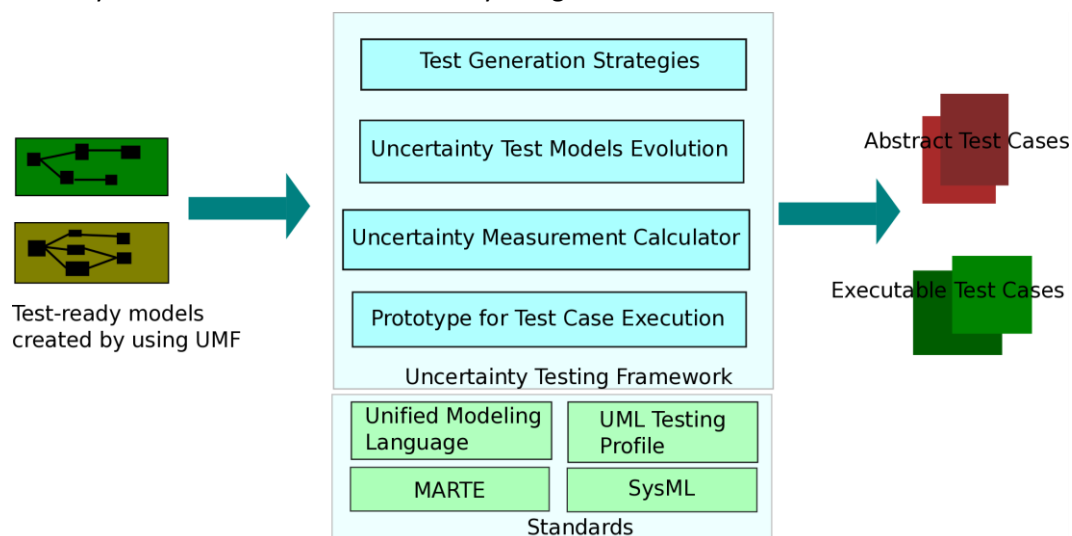 Test Generation Strategies
Uncertainty Test Models Evolution
Uncertainty Measurement Calculator
Prototype for Test Case Execution
Uncertainty Testing Framework
Test-ready models
created by using UMF
Abstract Test Cases
Executable Test Cases
Unified Modeling
Language
UML Testing
Profile
MARTE
SysML
Standards